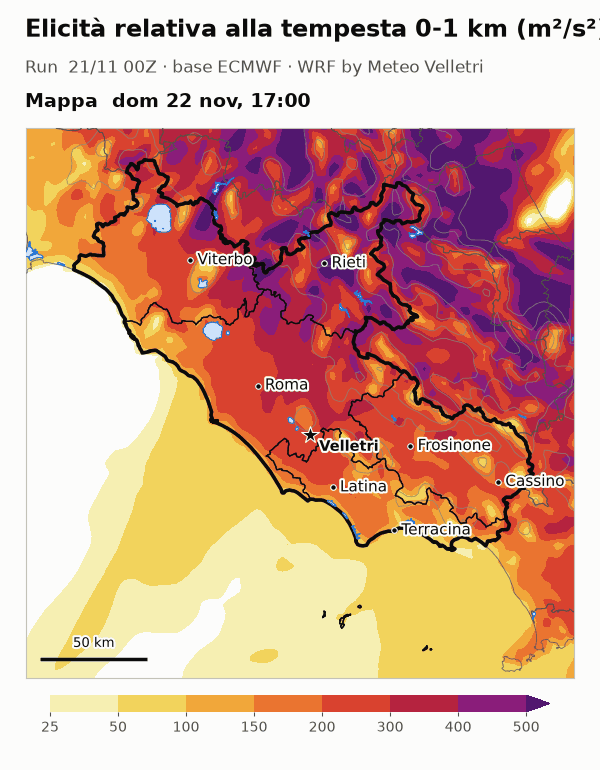 Elicità relativa alla tempesta 0-1 km (m²/s²)
Run 21/11 00Z · base ECMWF · WRF by Meteo Velletri
Mappa dom 22 nov, 17:00
Viterbo
Rieti
Roma
Velletri
Frosinone
Cassino
Latina
Terracina
50 km
25 50 100 150 200 300 400 500